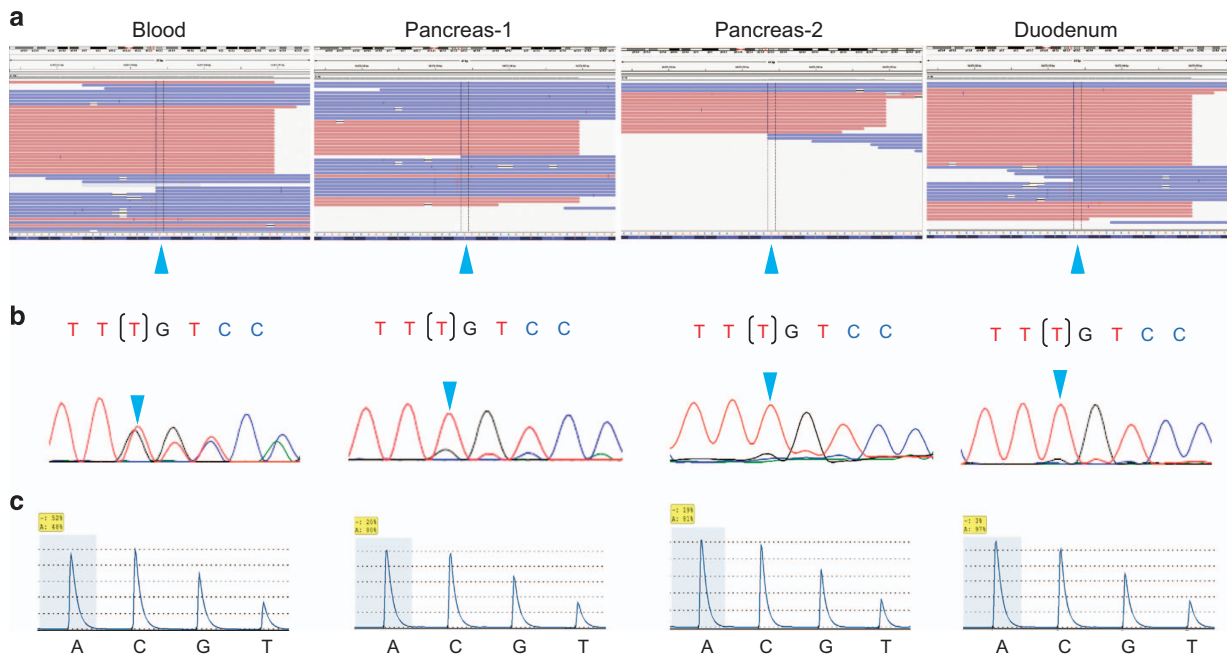 a
Blood Pancreas-1 Pancreas-2 Duodenum
b
T T [T] G T C C
T T [T] G T C C
T T [T] G T C C
T T [T] G T C C
c
-: 52%
A: 48%
-: 20%
A: 80%
-: 19%
A: 81%
-: 3%
A: 97%
A C G T
A C G T
A C G T
A C G T